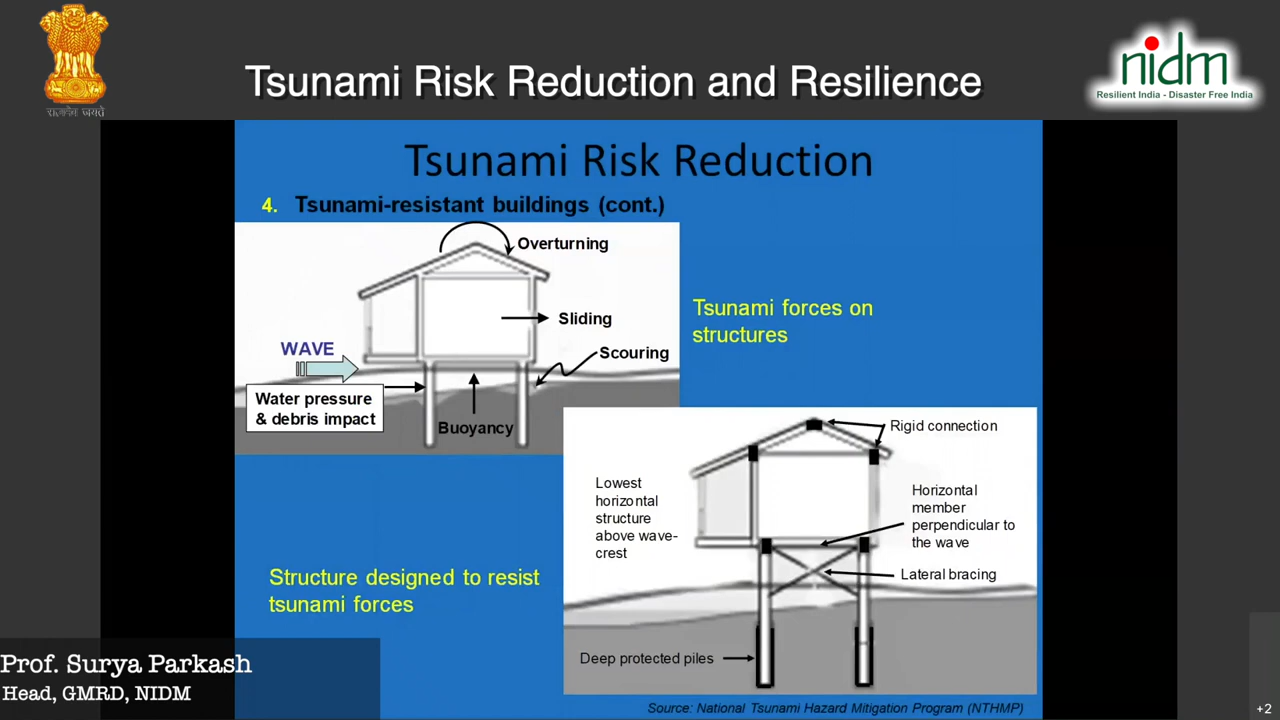 Tsunami Risk Reduction and Resilience
सत्यमेव जयते
nidm
Resilient India - Disaster Free India
Tsunami Risk Reduction
4. Tsunami-resistant buildings (cont.)
Overturning
Sliding
WAVE
Scouring
Water pressure
& debris impact
Buoyancy
Tsunami forces on
structures
Rigid connection
Lowest
horizontal
structure
above wave-
crest
Horizontal
member
perpendicular to
the wave
Lateral bracing
Structure designed to resist
tsunami forces
Deep protected piles
Source: National Tsunami Hazard Mitigation Program (NTHMP)
Prof. Surya Parkash
Head, GMRD, NIDM
+2